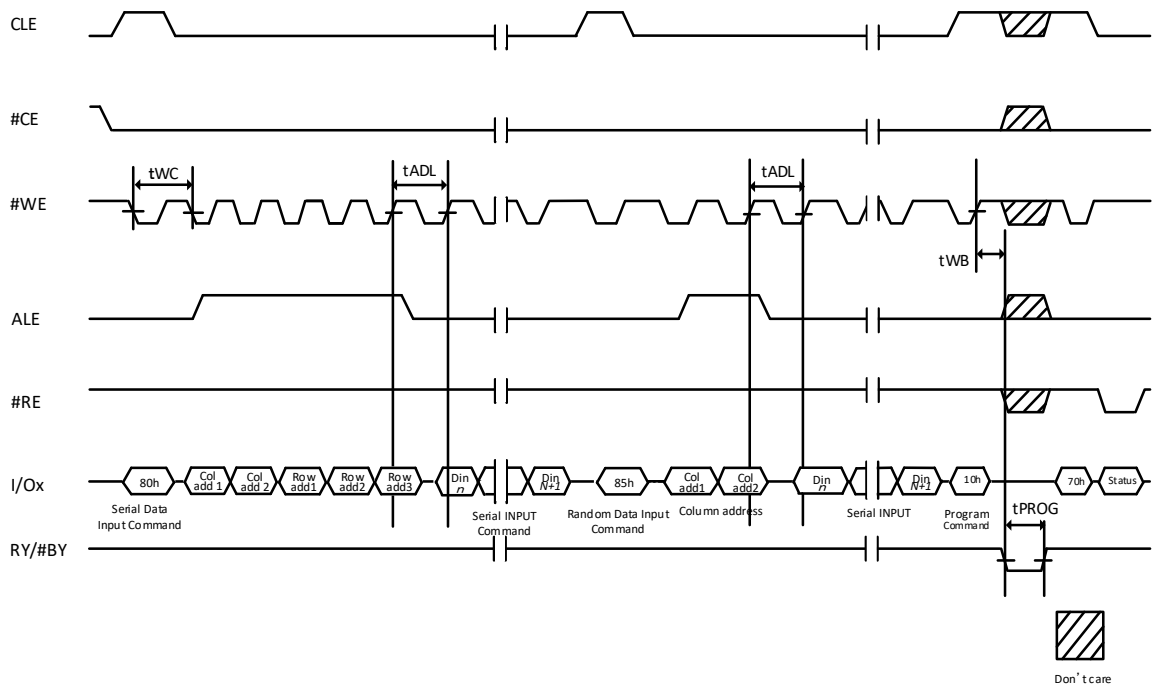 CLE
#CE
tWC
tADL
tADL
#WE
tWB
ALE
#RE
I/Ox
80h
Col
add 1
Col
add 2
Row
add1
Row
add2
Row
add3
Din
n
Din
N+1
85h
Col
add1
Col
add2
Din
n
Din
N+1
10h
70h
Status
Serial Data
Input Command
Serial INPUT
Command
Random Data Input
Command
Column address
Serial INPUT
Program
Command
tPROG
RY/#BY
Don't care